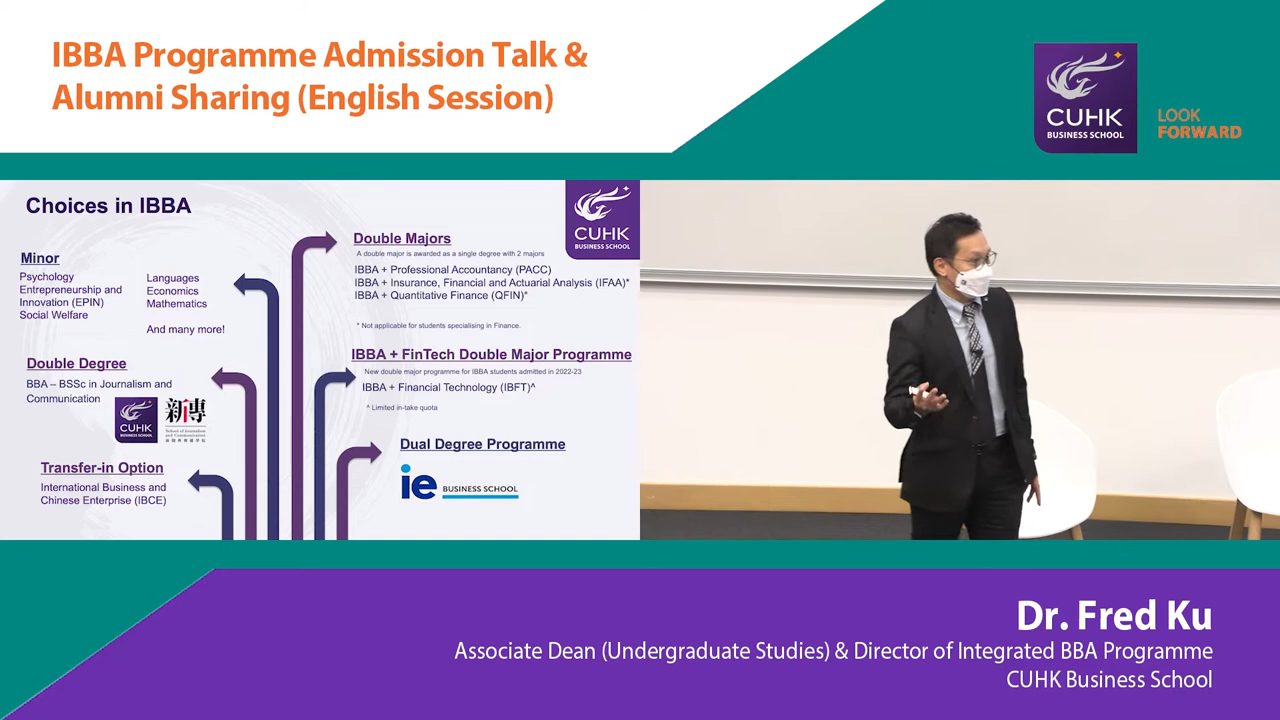 IBBA Programme Admission Talk &
Alumni Sharing (English Session)
CUHK
BUSINESS SCHOOL
LOOK
FORWARD
Choices in IBBA
CUHK
BUSINESS SCHOOL
Minor
Psychology
Entrepreneurship and
Innovation (EPIN)
Social Welfare
Languages
Economics
Mathematics
And many more!
Double Degree
BBA – BSSc in Journalism and
Communication
CUHK
BUSINESS SCHOOL
新專
School of Journalism
and Communication
Transfer-in Option
International Business and
Chinese Enterprise (IBCE)
Double Majors
A double major is awarded as a single degree with 2 majors
IBBA + Professional Accountancy (PACC)
IBBA + Insurance, Financial and Actuarial Analysis (IFAA)*
IBBA + Quantitative Finance (QFIN)*
* Not applicable for students specialising in Finance.
IBBA + FinTech Double Major Programme
New double major programme for IBBA students admitted in 2022-23
IBBA + Financial Technology (IBFT)^
^ Limited in-take quota
Dual Degree Programme
ie
BUSINESS SCHOOL
Dr. Fred Ku
Associate Dean (Undergraduate Studies) & Director of Integrated BBA Programme
CUHK Business School